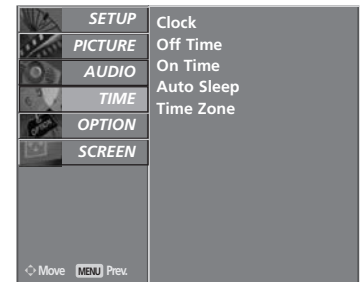 SETUP
PICTURE
AUDIO
TIME
OPTION
SCREEN
Clock
Off Time
On Time
Auto Sleep
Time Zone
Move MENU Prev.